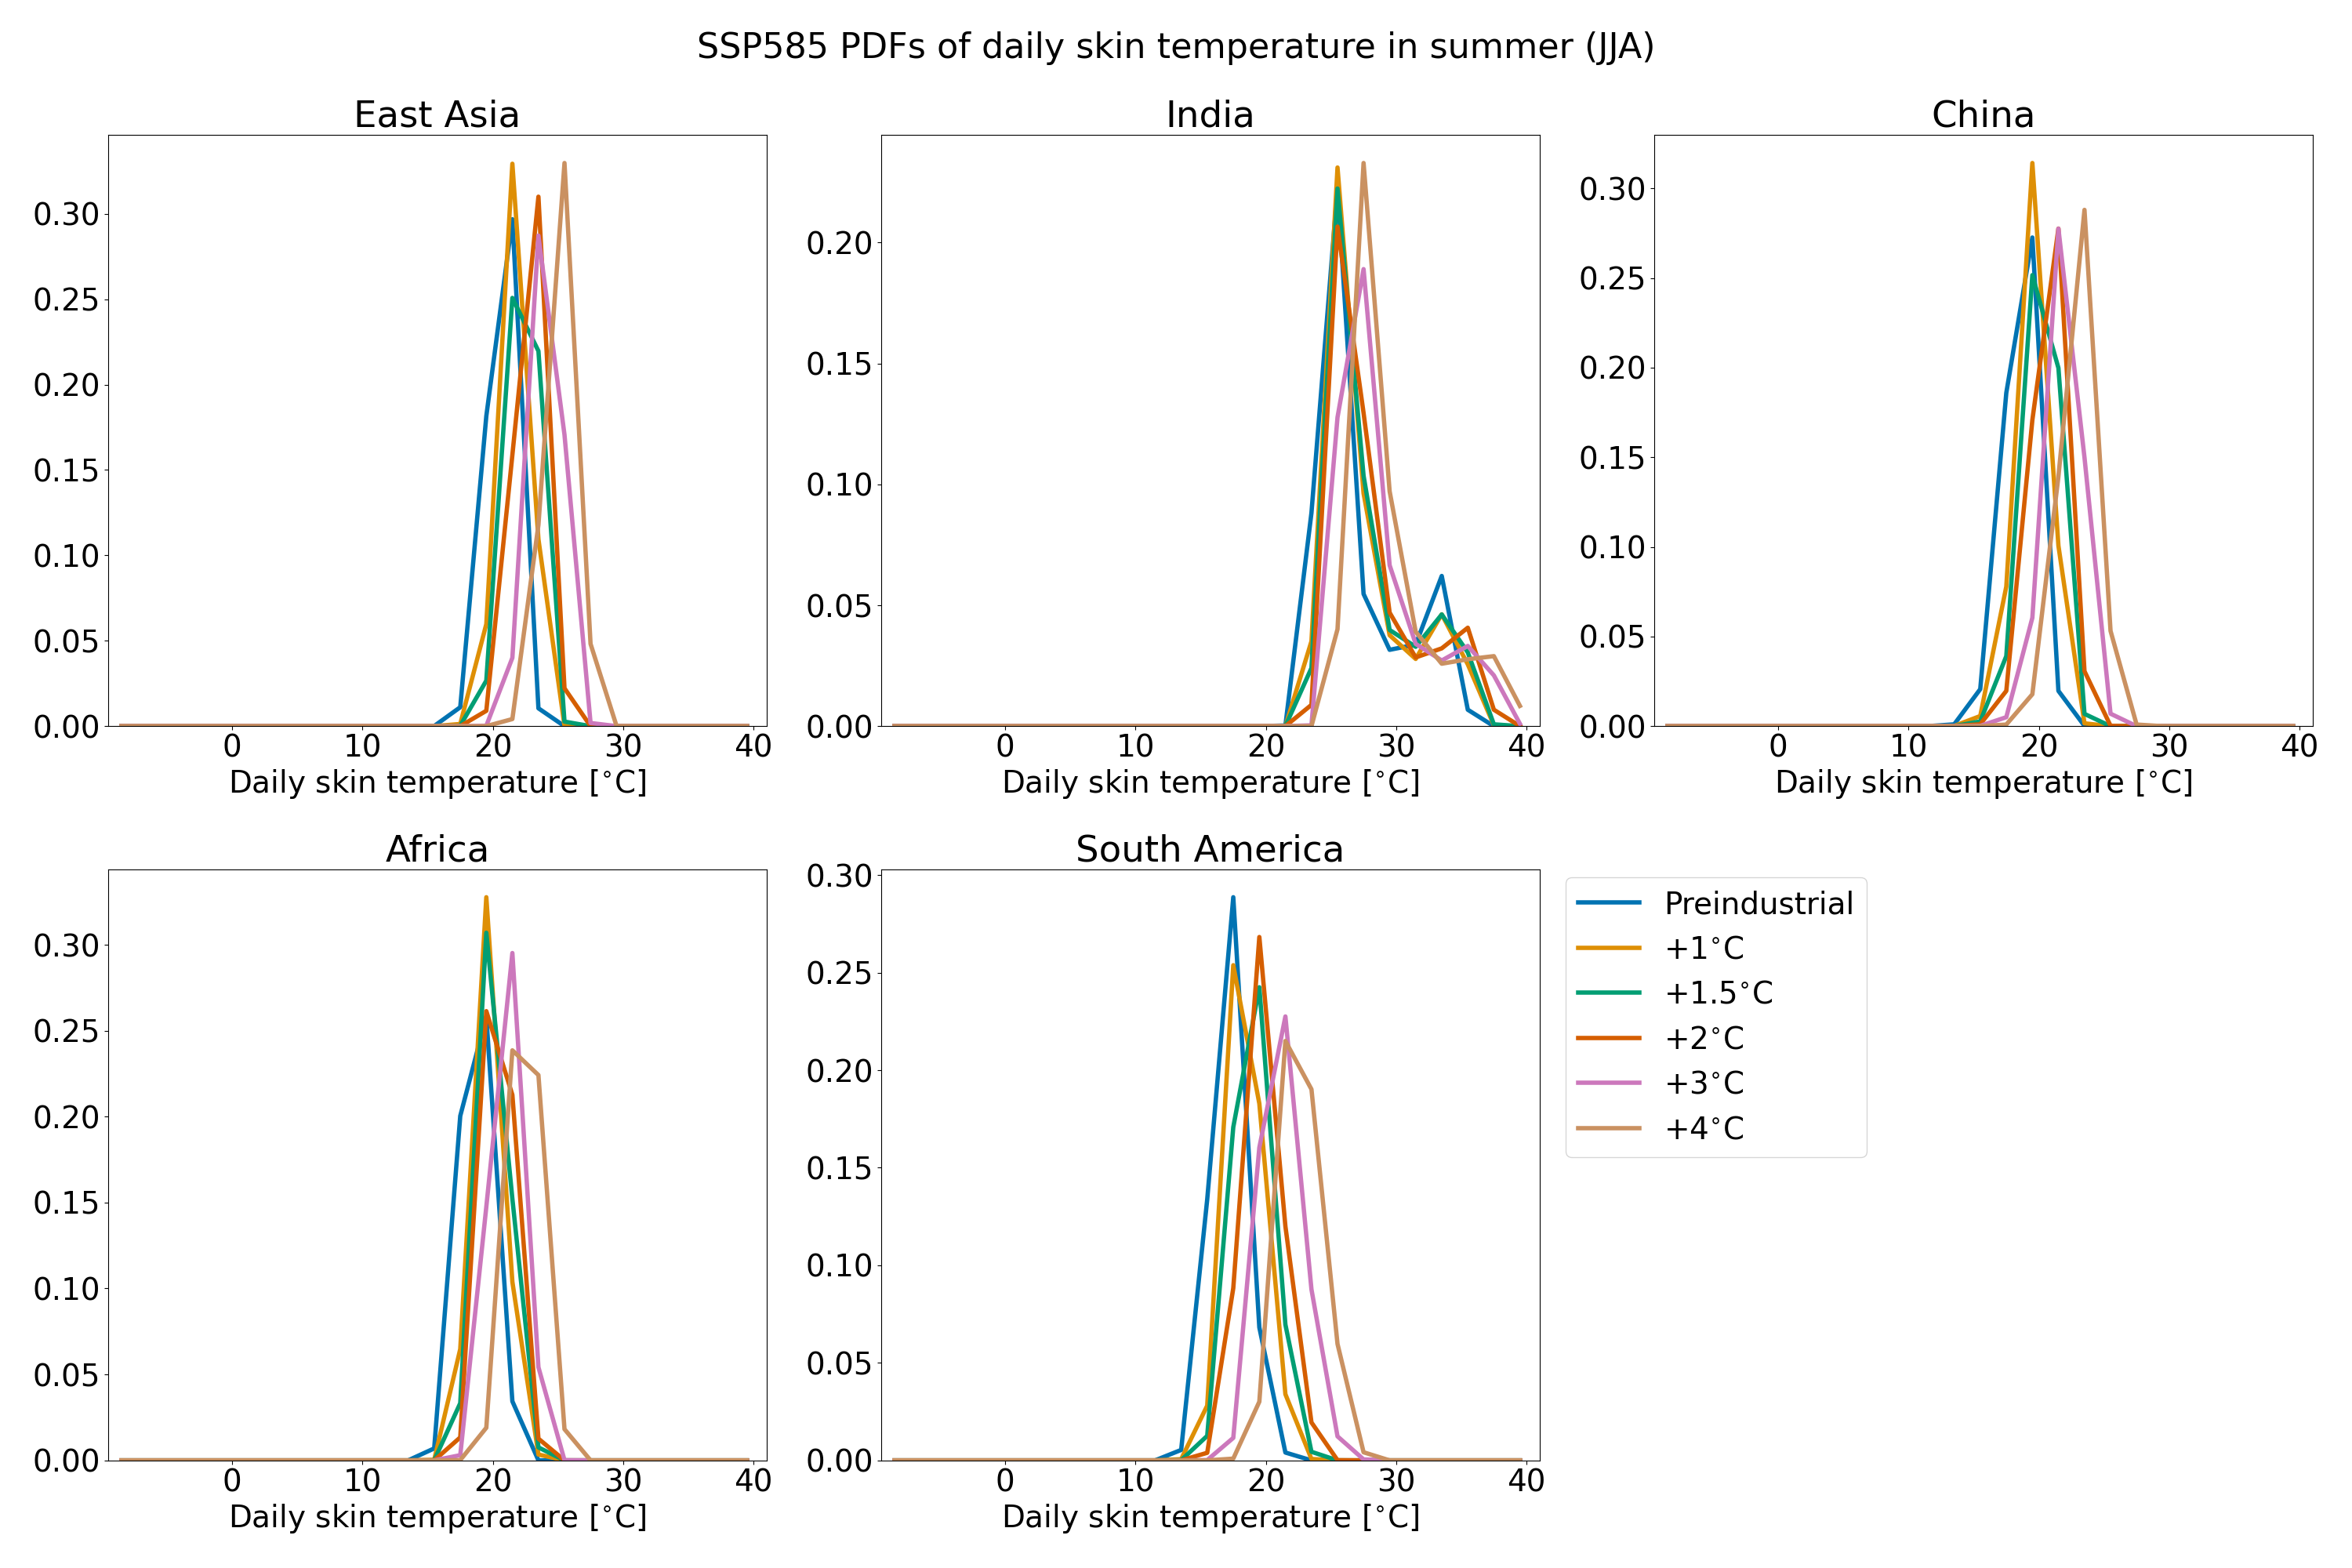 SSP585 PDFs of daily skin temperature in summer (JJA)
East Asia
0.30
0.25
0.20
0.15
0.10
0.05
0.00
0 10 20 30 40
Daily skin temperature [°C]
India
0.20
0.15
0.10
0.05
0.00
0 10 20 30 40
Daily skin temperature [°C]
China
0.30
0.25
0.20
0.15
0.10
0.05
0.00
0 10 20 30 40
Daily skin temperature [°C]
Africa
0.30
0.25
0.20
0.15
0.10
0.05
0.00
0 10 20 30 40
Daily skin temperature [°C]
South America
0.30
0.25
0.20
0.15
0.10
0.05
0.00
0 10 20 30 40
Daily skin temperature [°C]
Preindustrial
+1°C
+1.5°C
+2°C
+3°C
+4°C